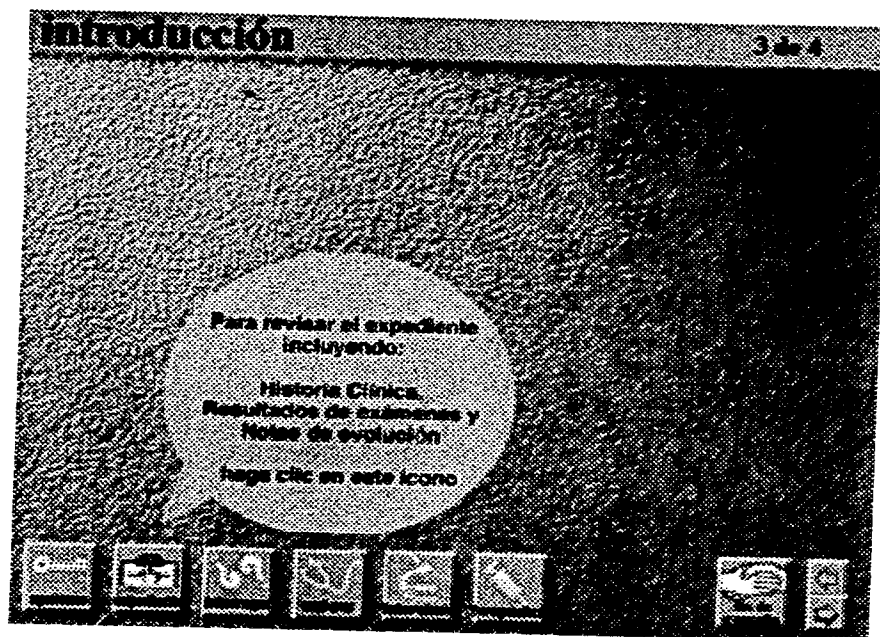 introducción
3 de 4
Para revisar el expediente
incluyendo:
Historia Clínica,
Resultados de exámenes y
Notas de evolución
haga clic en este icono